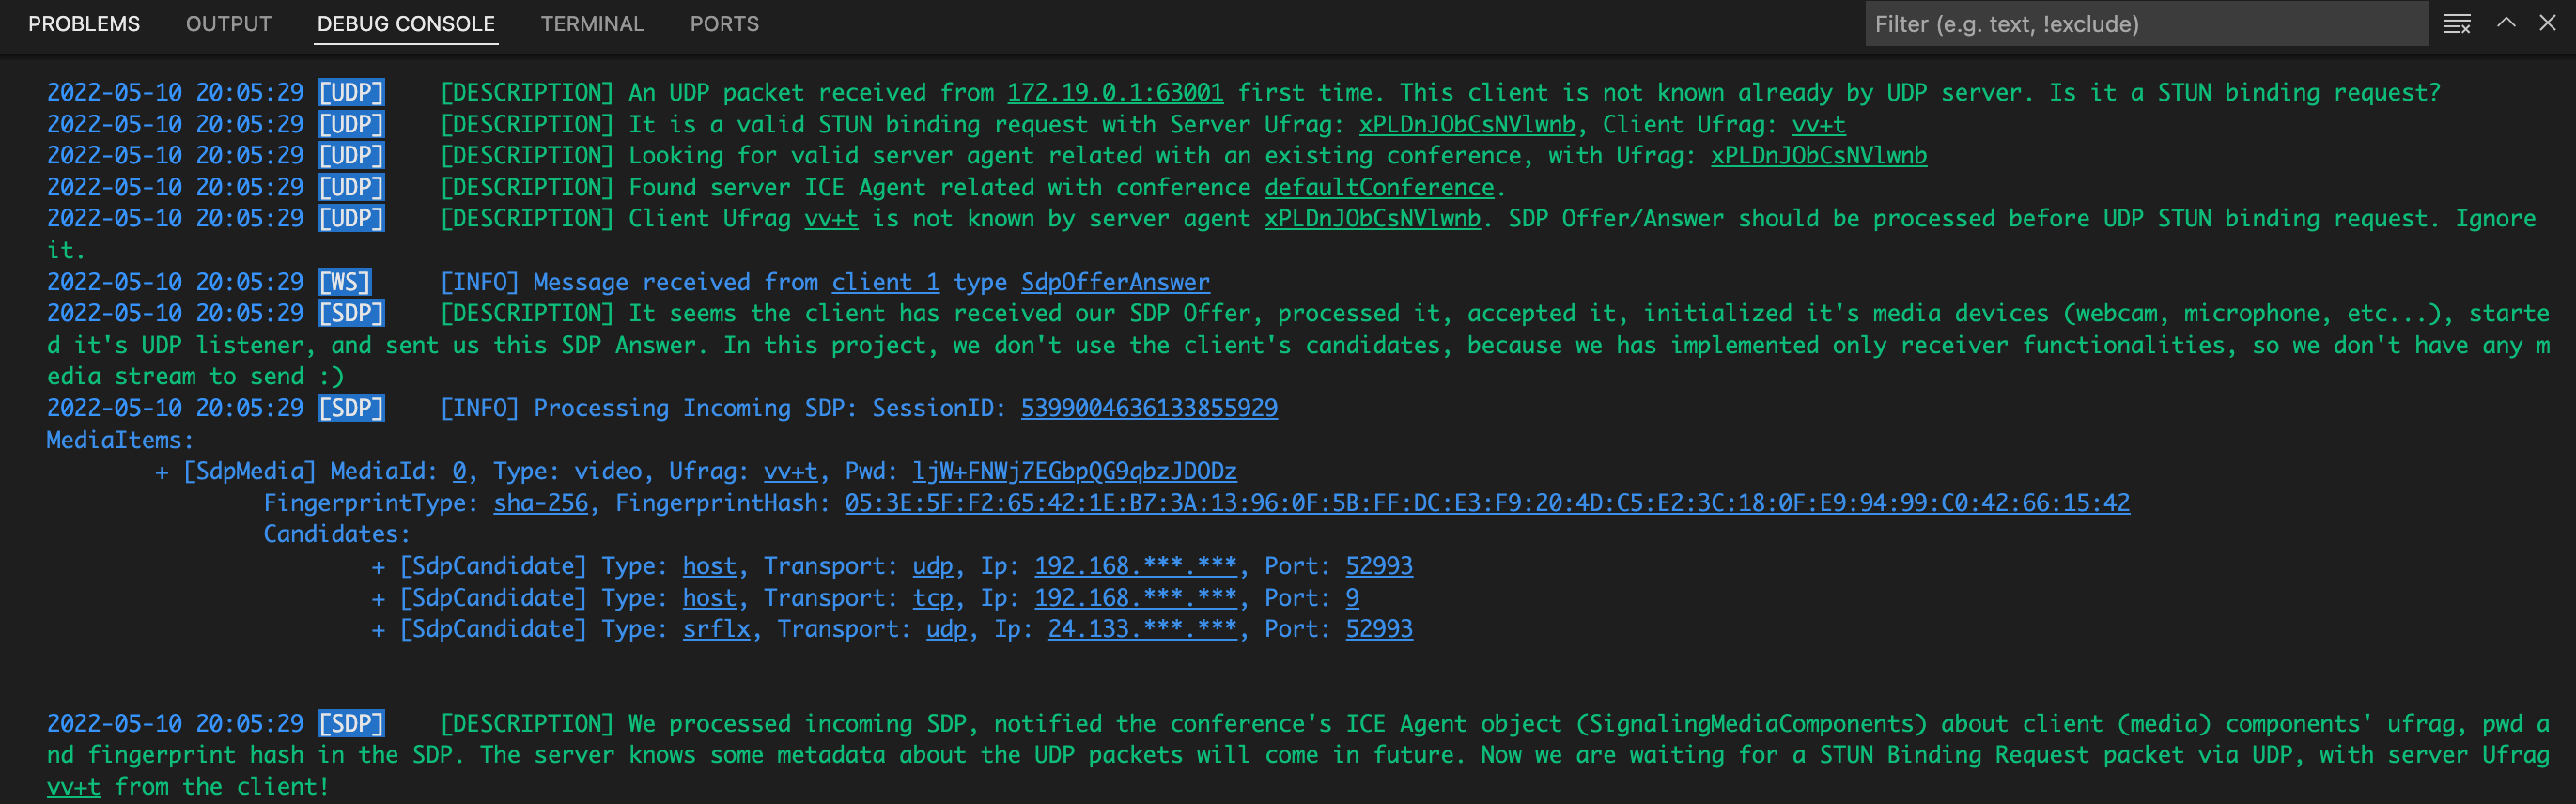 PROBLEMS OUTPUT DEBUG CONSOLE TERMINAL PORTS Filter (e.g. text, !exclude)
2022-05-10 20:05:29 [UDP] [DESCRIPTION] An UDP packet received from 172.19.0.1:63001 first time. This client is not known already by UDP server. Is it a STUN binding request?
2022-05-10 20:05:29 [UDP] [DESCRIPTION] It is a valid STUN binding request with Server Ufrag: xPLDnJObCsNVlwnb, Client Ufrag: vv+t
2022-05-10 20:05:29 [UDP] [DESCRIPTION] Looking for valid server agent related with an existing conference, with Ufrag: xPLDnJObCsNVlwnb
2022-05-10 20:05:29 [UDP] [DESCRIPTION] Found server ICE Agent related with conference defaultConference.
2022-05-10 20:05:29 [UDP] [DESCRIPTION] Client Ufrag vv+t is not known by server agent xPLDnJObCsNVlwnb. SDP Offer/Answer should be processed before UDP STUN binding request. Ignore
it.
2022-05-10 20:05:29 [WS] [INFO] Message received from client 1 type SdpOfferAnswer
2022-05-10 20:05:29 [SDP] [DESCRIPTION] It seems the client has received our SDP Offer, processed it, accepted it, initialized it's media devices (webcam, microphone, etc...), starte
d it's UDP listener, and sent us this SDP Answer. In this project, we don't use the client's candidates, because we has implemented only receiver functionalities, so we don't have any m
edia stream to send :)
2022-05-10 20:05:29 [SDP] [INFO] Processing Incoming SDP: SessionID: 5399004636133855929
MediaItems:
+ [SdpMedia] MediaId: 0, Type: video, Ufrag: vv+t, Pwd: ljW+FNWj7EGbpQG9qbzJDODz
FingerprintType: sha-256, FingerprintHash: 05:3E:5F:F2:65:42:1E:B7:3A:13:96:0F:5B:FF:DC:E3:F9:20:4D:C5:E2:3C:18:0F:E9:94:99:C0:42:66:15:42
Candidates:
+ [SdpCandidate] Type: host, Transport: udp, Ip: 192.168.***.***, Port: 52993
+ [SdpCandidate] Type: host, Transport: tcp, Ip: 192.168.***.***, Port: 9
+ [SdpCandidate] Type: srflx, Transport: udp, Ip: 24.133.***.***, Port: 52993
2022-05-10 20:05:29 [SDP] [DESCRIPTION] We processed incoming SDP, notified the conference's ICE Agent object (SignalingMediaComponents) about client (media) components' ufrag, pwd a
nd fingerprint hash in the SDP. The server knows some metadata about the UDP packets will come in future. Now we are waiting for a STUN Binding Request packet via UDP, with server Ufrag
vv+t from the client!